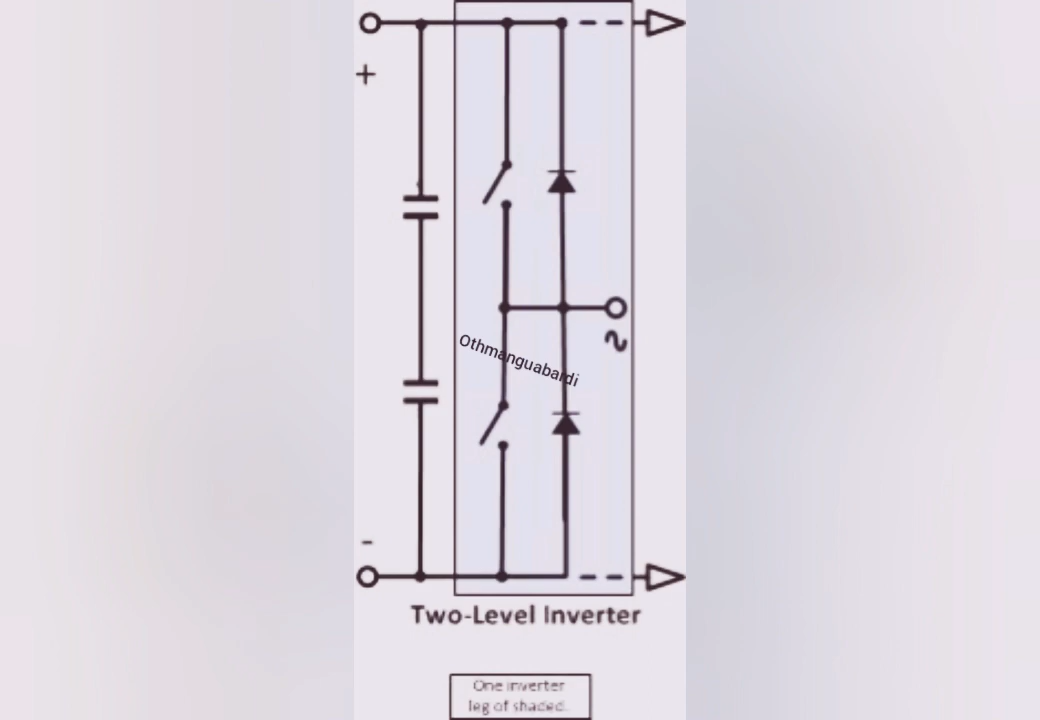 +
Othmanguabardi
-
Two-Level Inverter
One inverter
leg of shaded.